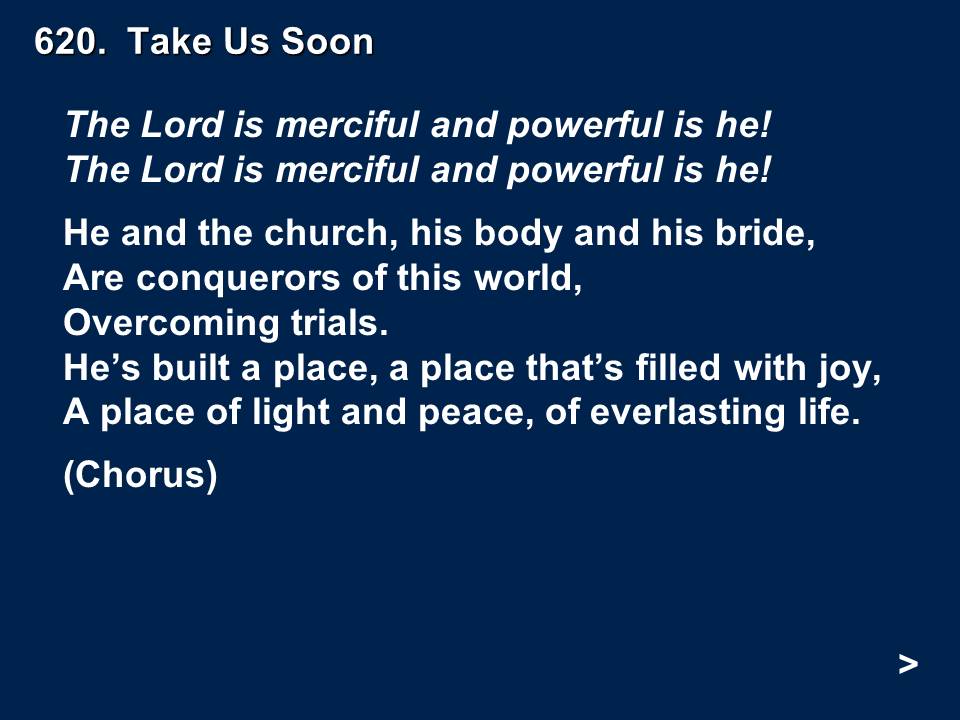 620.  Take Us Soon
The Lord is merciful and powerful is he!
The Lord is merciful and powerful is he!
He and the church, his body and his bride,
Are conquerors of this world,
Overcoming trials.
He’s built a place, a place that’s filled with joy,
A place of light and peace, of everlasting life.
(Chorus)
>